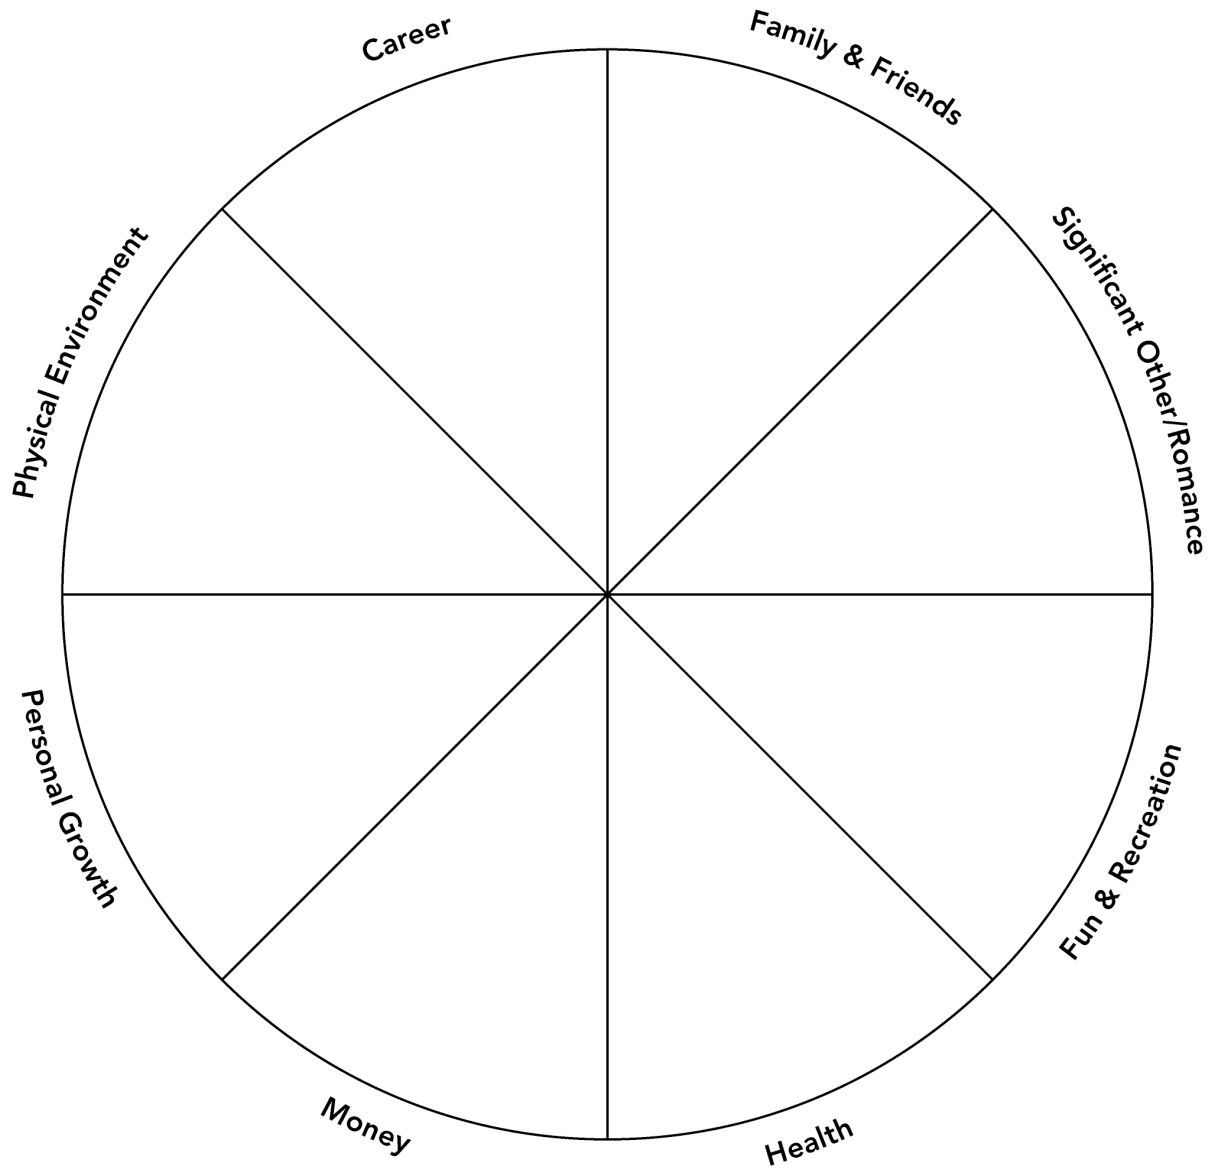 Career
Family & Friends
Significant Other/Romance
Fun & Recreation
Health
Money
Personal Growth
Physical Environment